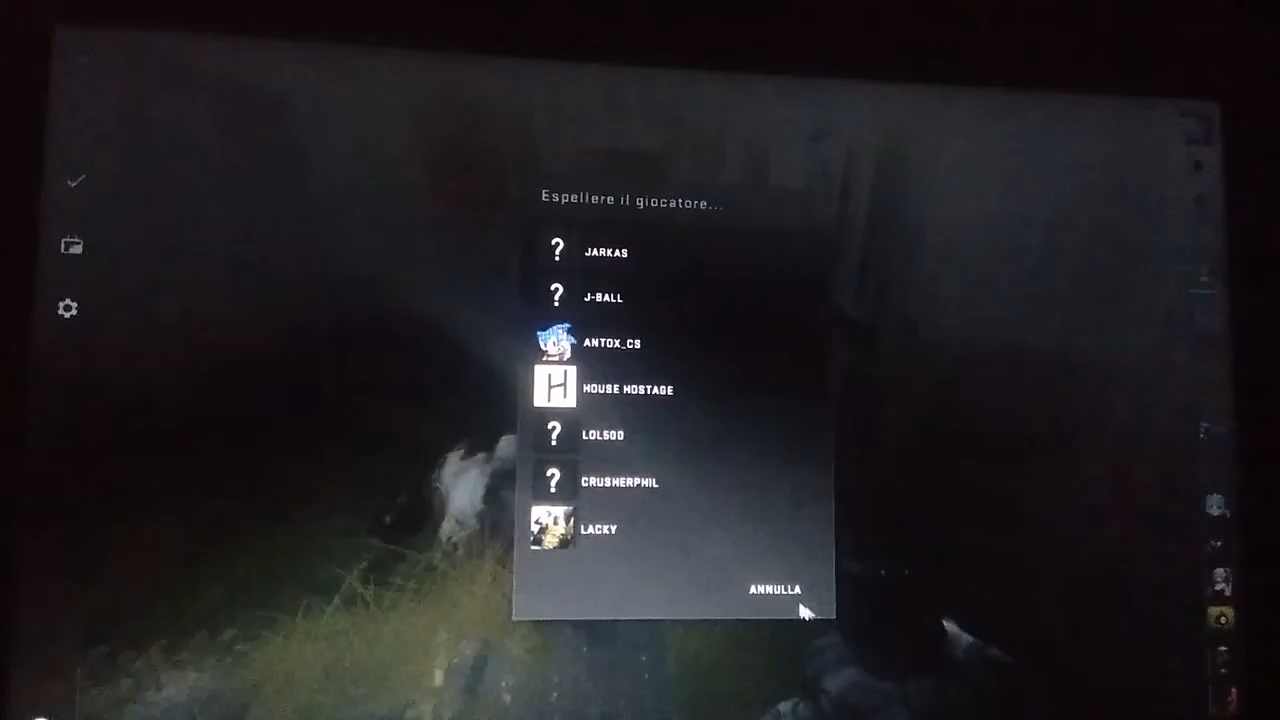 Espellere il giocatore...
? JARKAS
? J-BALL
ANTOX_CS
H HOUSE HOSTAGE
? LOL500
? CRUSHERPHIL
LACKY
ANNULLA